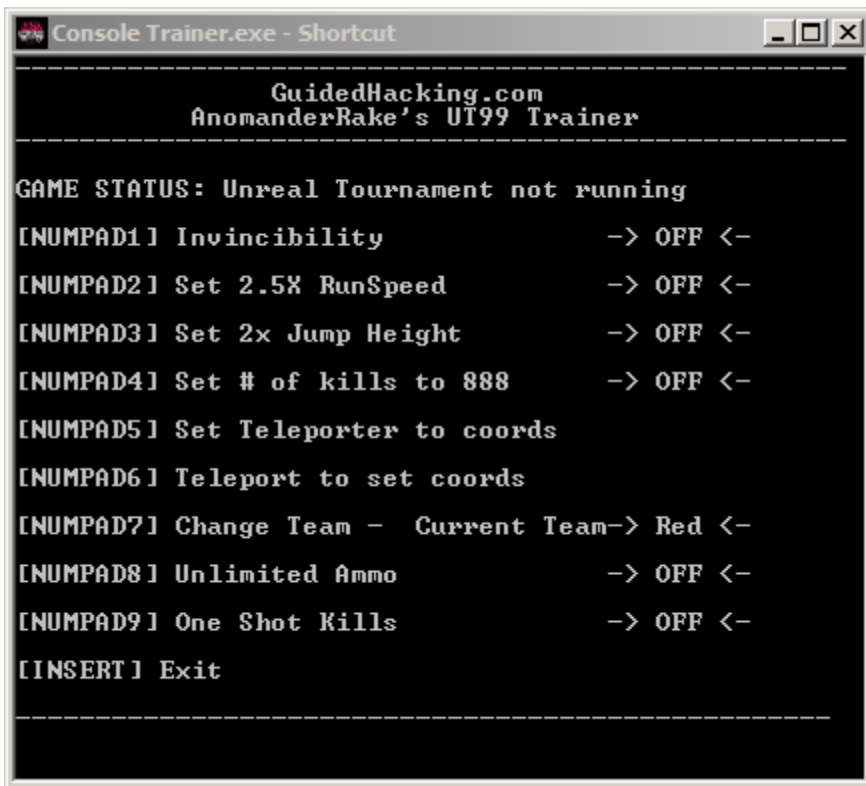 Console Trainer.exe - Shortcut
GuidedHacking.com
AnomanderRake's UT99 Trainer
GAME STATUS: Unreal Tournament not running
[NUMPAD1] Invincibility -> OFF <-
[NUMPAD2] Set 2.5X RunSpeed -> OFF <-
[NUMPAD3] Set 2x Jump Height -> OFF <-
[NUMPAD4] Set # of kills to 888 -> OFF <-
[NUMPAD5] Set Teleporter to coords
[NUMPAD6] Teleport to set coords
[NUMPAD7] Change Team - Current Team-> Red <-
[NUMPAD8] Unlimited Ammo -> OFF <-
[NUMPAD9] One Shot Kills -> OFF <-
[INSERT] Exit